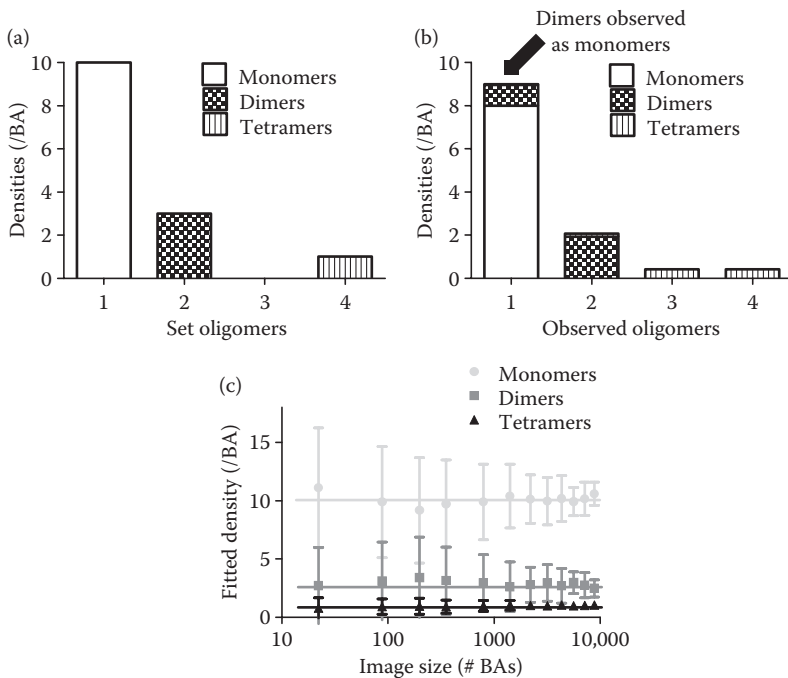 (a)
10
8
6
4
2
0
Densities (/BA)
Monomers
Dimers
Tetramers
1 2 3 4
Set oligomers
(b)
Dimers observed
as monomers
10
8
6
4
2
0
Densities (/BA)
Monomers
Dimers
Tetramers
1 2 3 4
Observed oligomers
(c)
Monomers
Dimers
Tetramers
15
10
5
0
Fitted density (/BA)
10 100 1000 10,000
Image size (# BAs)